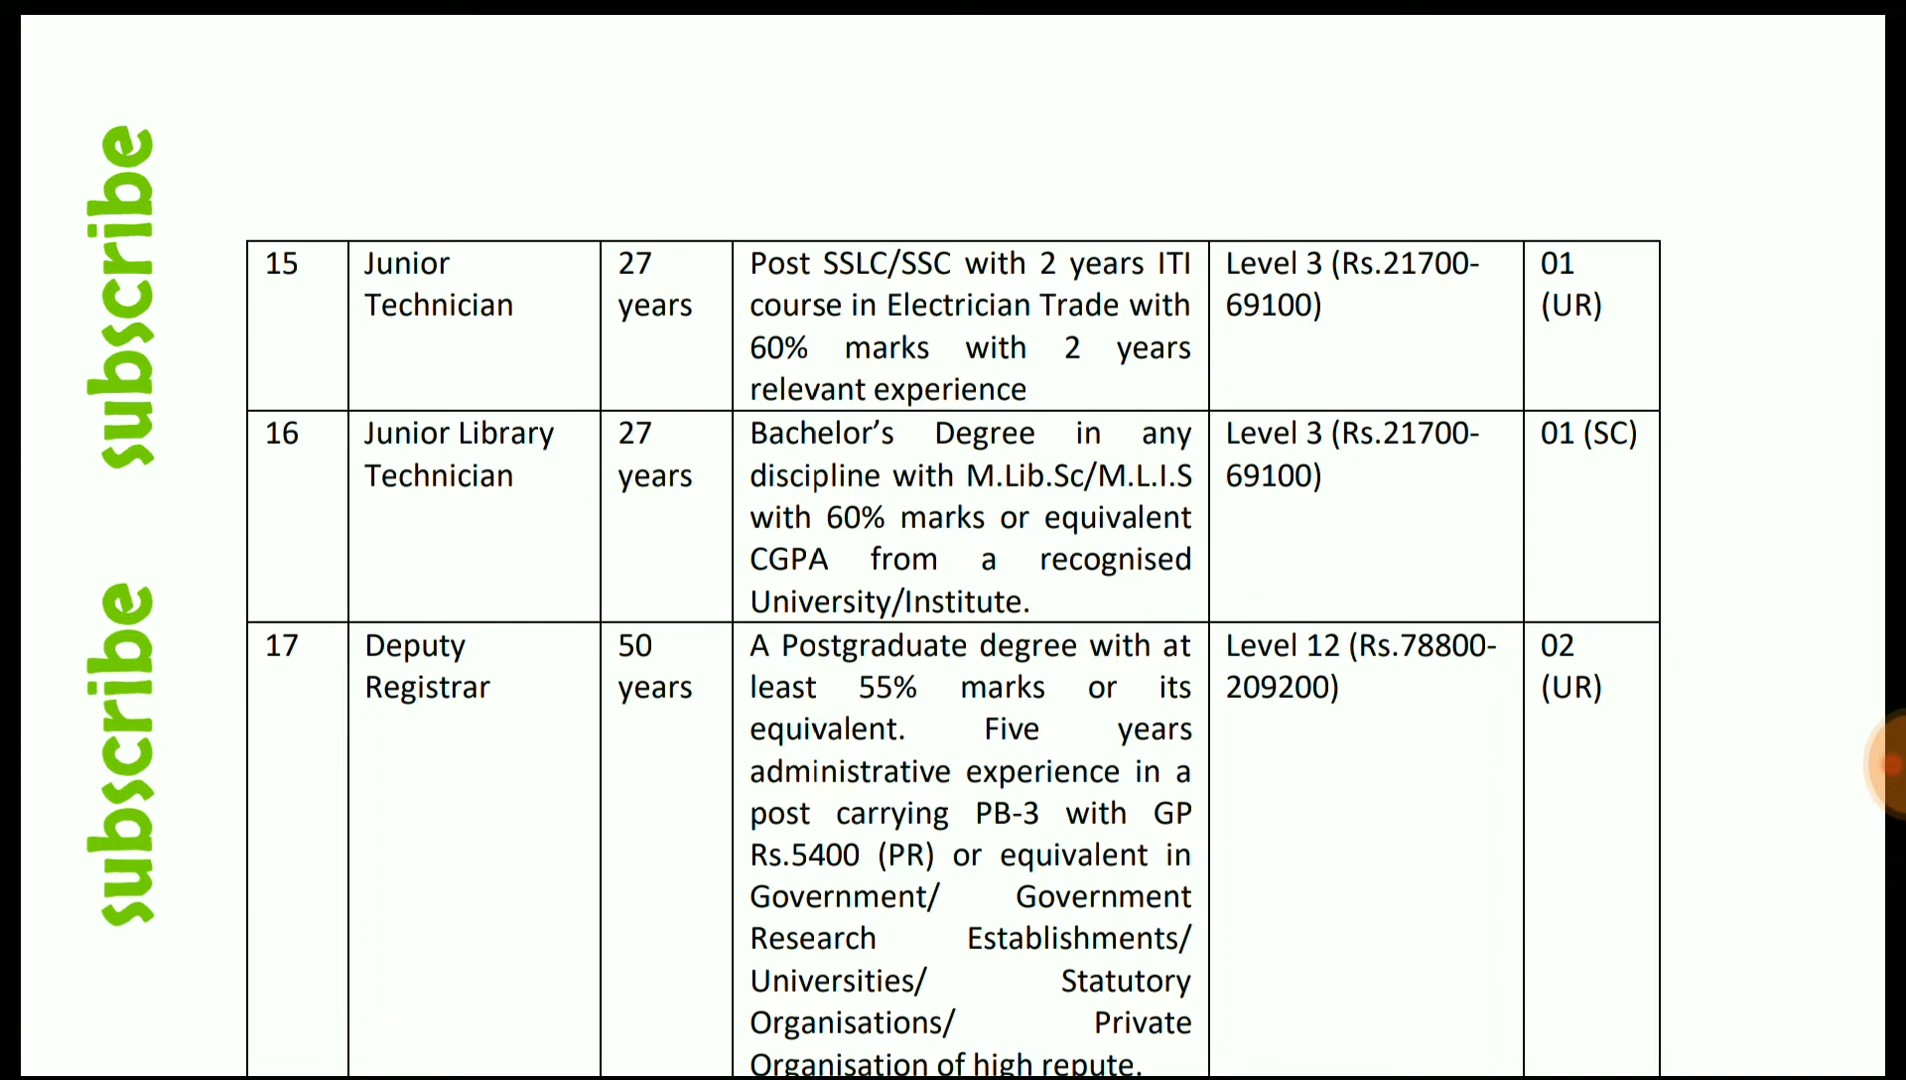 subscribe
subscribe
15
Junior
Technician
27
years
Post SSLC/SSC with 2 years ITI
course in Electrician Trade with
60% marks with 2 years
relevant experience
Level 3 (Rs.21700-
69100)
01
(UR)
16
Junior Library
Technician
27
years
Bachelor’s Degree in any
discipline with M.Lib.Sc/M.L.I.S
with 60% marks or equivalent
CGPA from a recognised
University/Institute.
Level 3 (Rs.21700-
69100)
01 (SC)
17
Deputy
Registrar
50
years
A Postgraduate degree with at
least 55% marks or its
equivalent. Five years
administrative experience in a
post carrying PB-3 with GP
Rs.5400 (PR) or equivalent in
Government/ Government
Research Establishments/
Universities/ Statutory
Organisations/ Private
Organisation of high repute.
Level 12 (Rs.78800-
209200)
02
(UR)